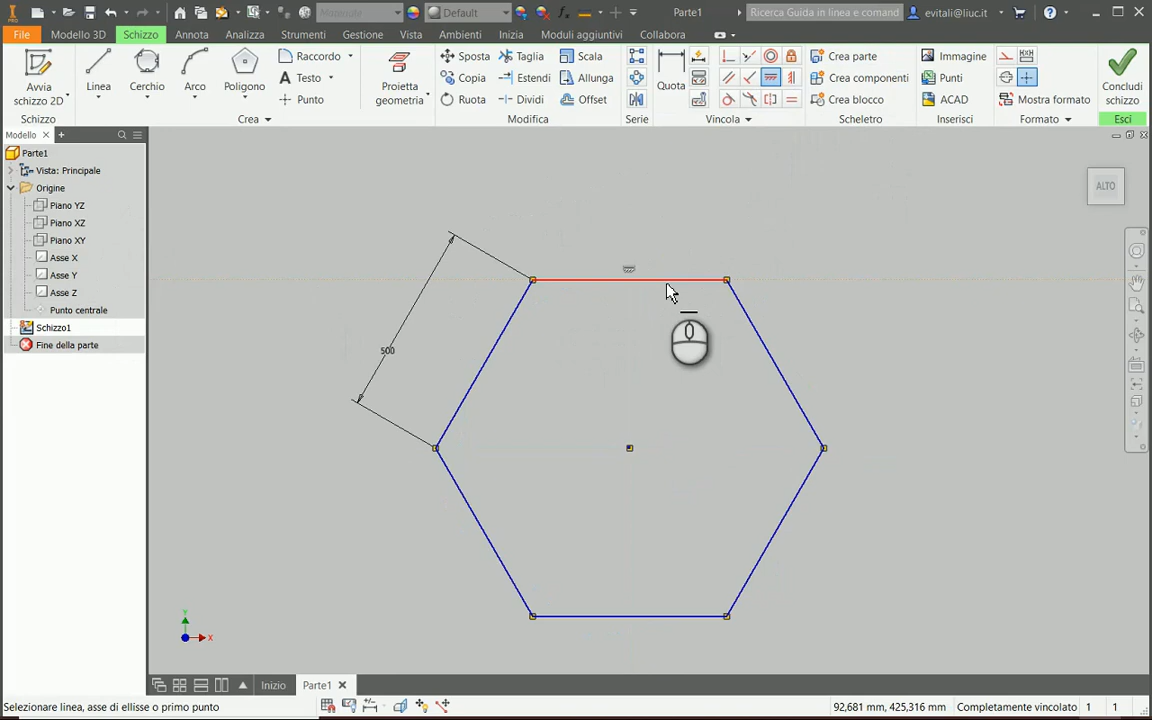 PRO
Materiale
Default
Parte1
Ricerca Guida in linea e comand
evitali@liuc.it
File
Modello 3D
Schizzo
Annota
Analizza
Strumenti
Gestione
Vista
Ambienti
Inizia
Moduli aggiuntivi
Collabora
Avvia
schizzo 2D
Linea
Cerchio
Arco
Poligono
Raccordo
Testo
Punto
Proietta
geometria
Sposta
Copia
Ruota
Taglia
Estendi
Dividi
Scala
Allunga
Offset
Quota
Crea parte
Crea componenti
Crea blocco
Immagine
Punti
ACAD
Mostra formato
Concludi
schizzo
Schizzo
Crea
Modifica
Serie
Vincola
Scheletro
Inserisci
Formato
Esci
Modello
Parte1
Vista: Principale
Origine
Piano YZ
Piano XZ
Piano XY
Asse X
Asse Y
Asse Z
Punto centrale
Schizzo1
Fine della parte
ALTO
500
Y
X
Inizio
Parte1
Selezionare linea, asse di ellisse o primo punto
92,681 mm, 425,316 mm
Completamente vincolato
1
1